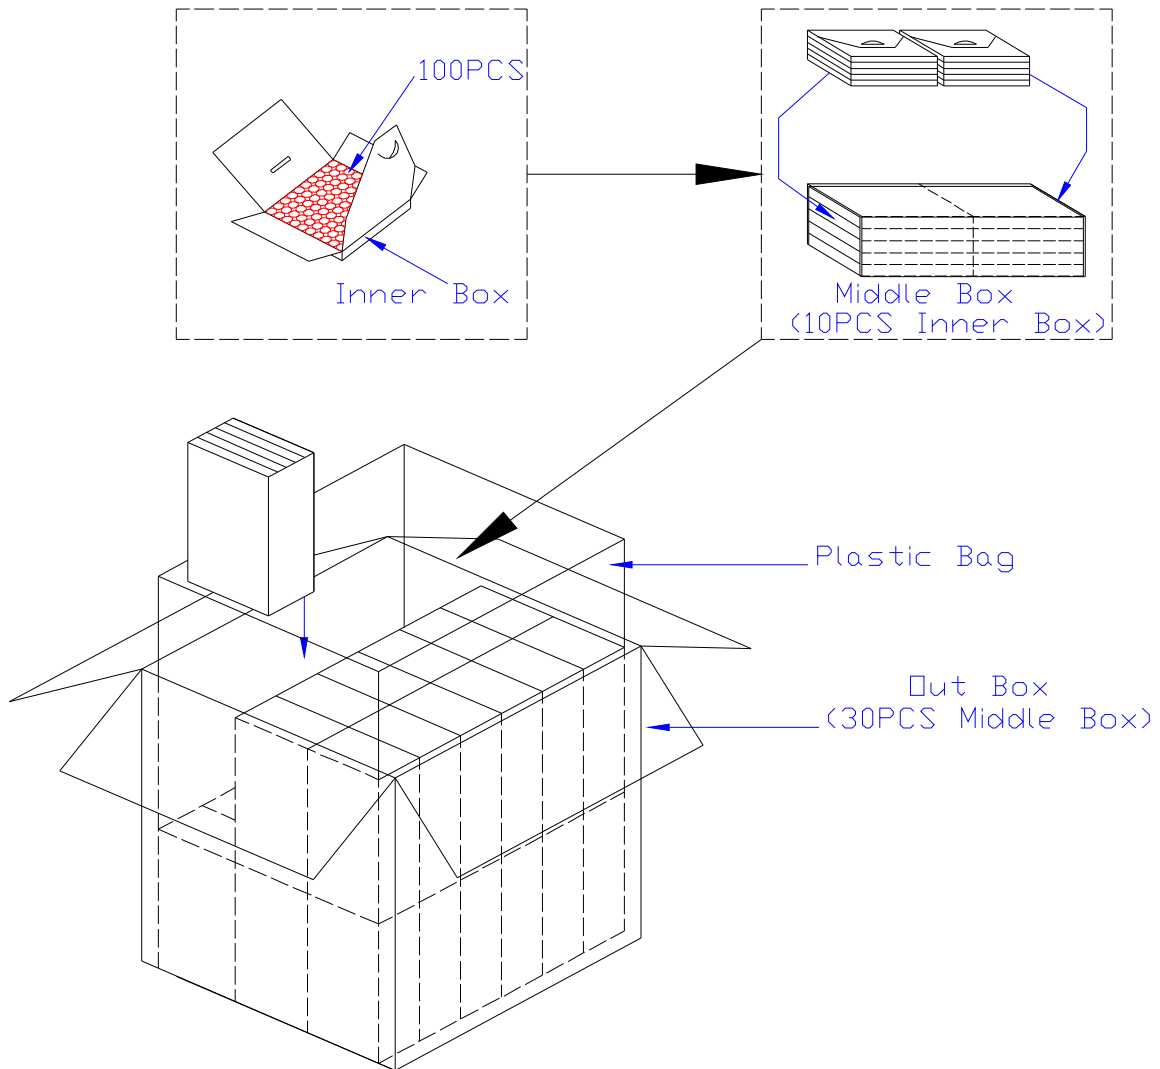 100PCS
Inner Box
Middle Box
(10PCS Inner Box)
Plastic Bag
Out Box
(30PCS Middle Box)